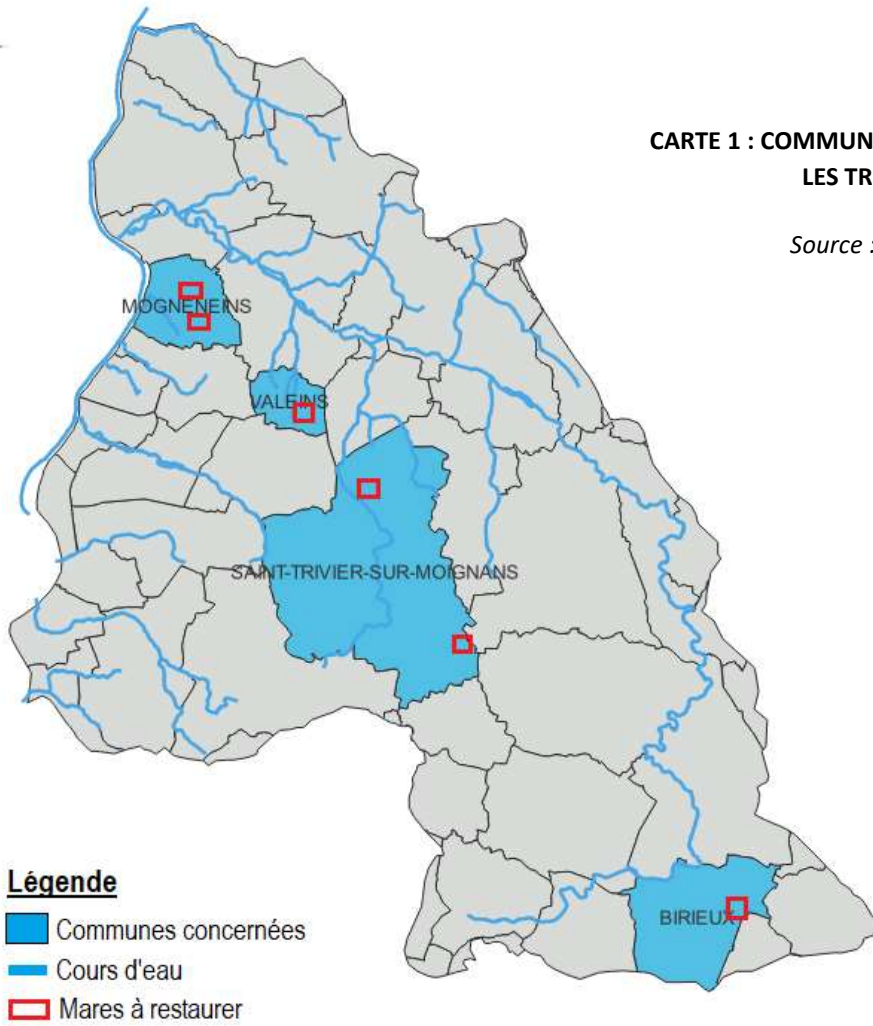 CARTE 1 : COMMUN
LES TR
Source :
MOGNENEINS
VALEINS
SAINT-TRIVIER-SUR-MOIGNANS
BIRIEUX
Légende
Communes concernées
Cours d'eau
Mares à restaurer